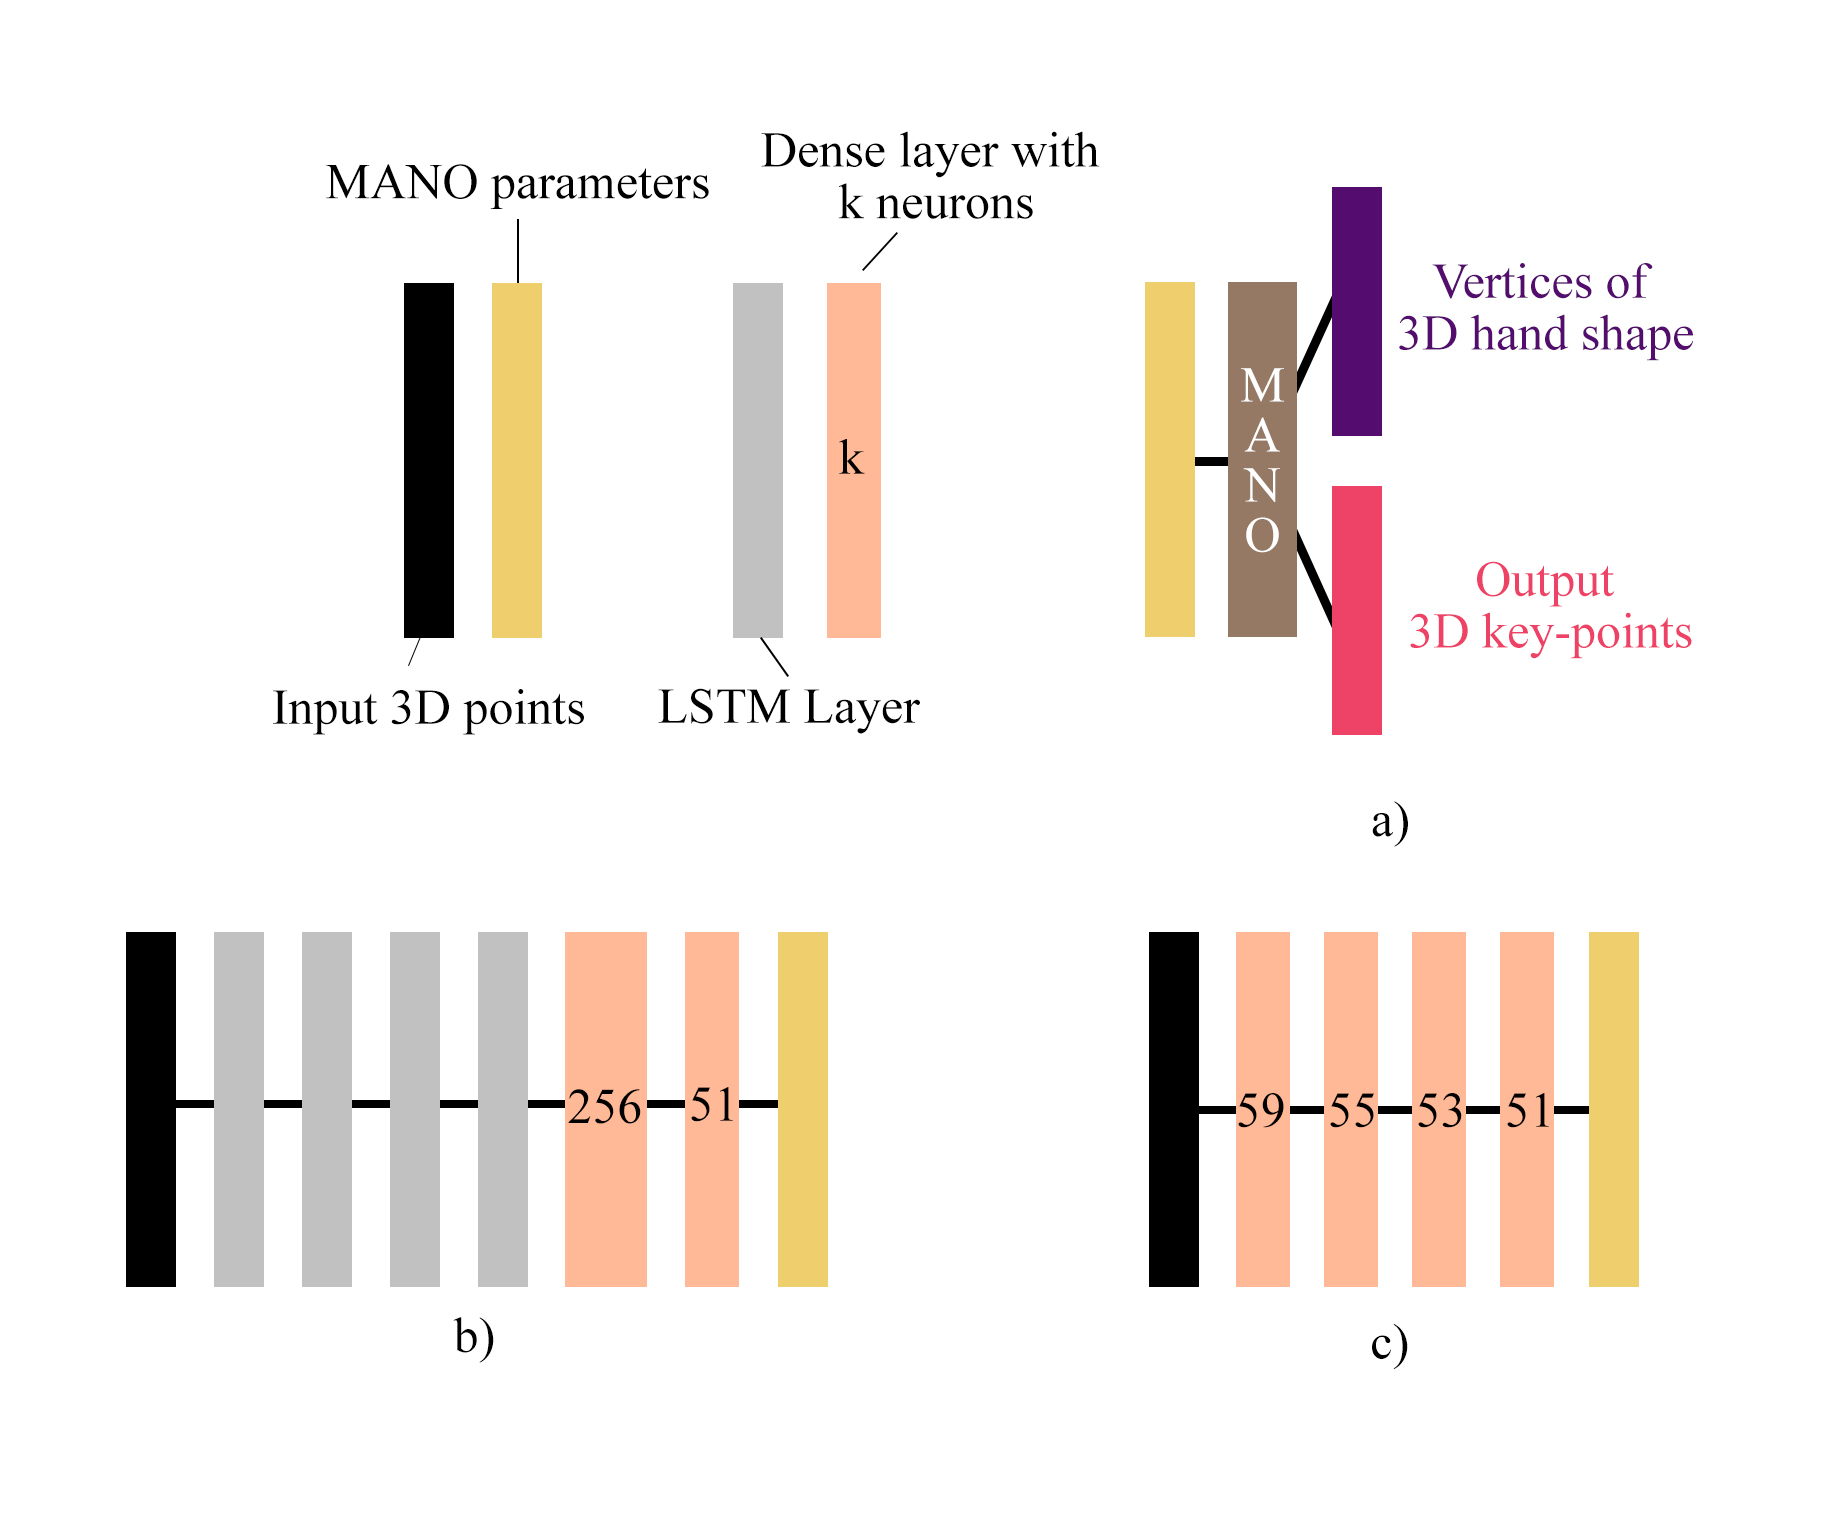 MANO parameters
Dense layer with
k neurons
k
Input 3D points
LSTM Layer
M
A
N
O
Vertices of
3D hand shape
Output
3D key-points
a)
256
51
b)
59
55
53
51
c)